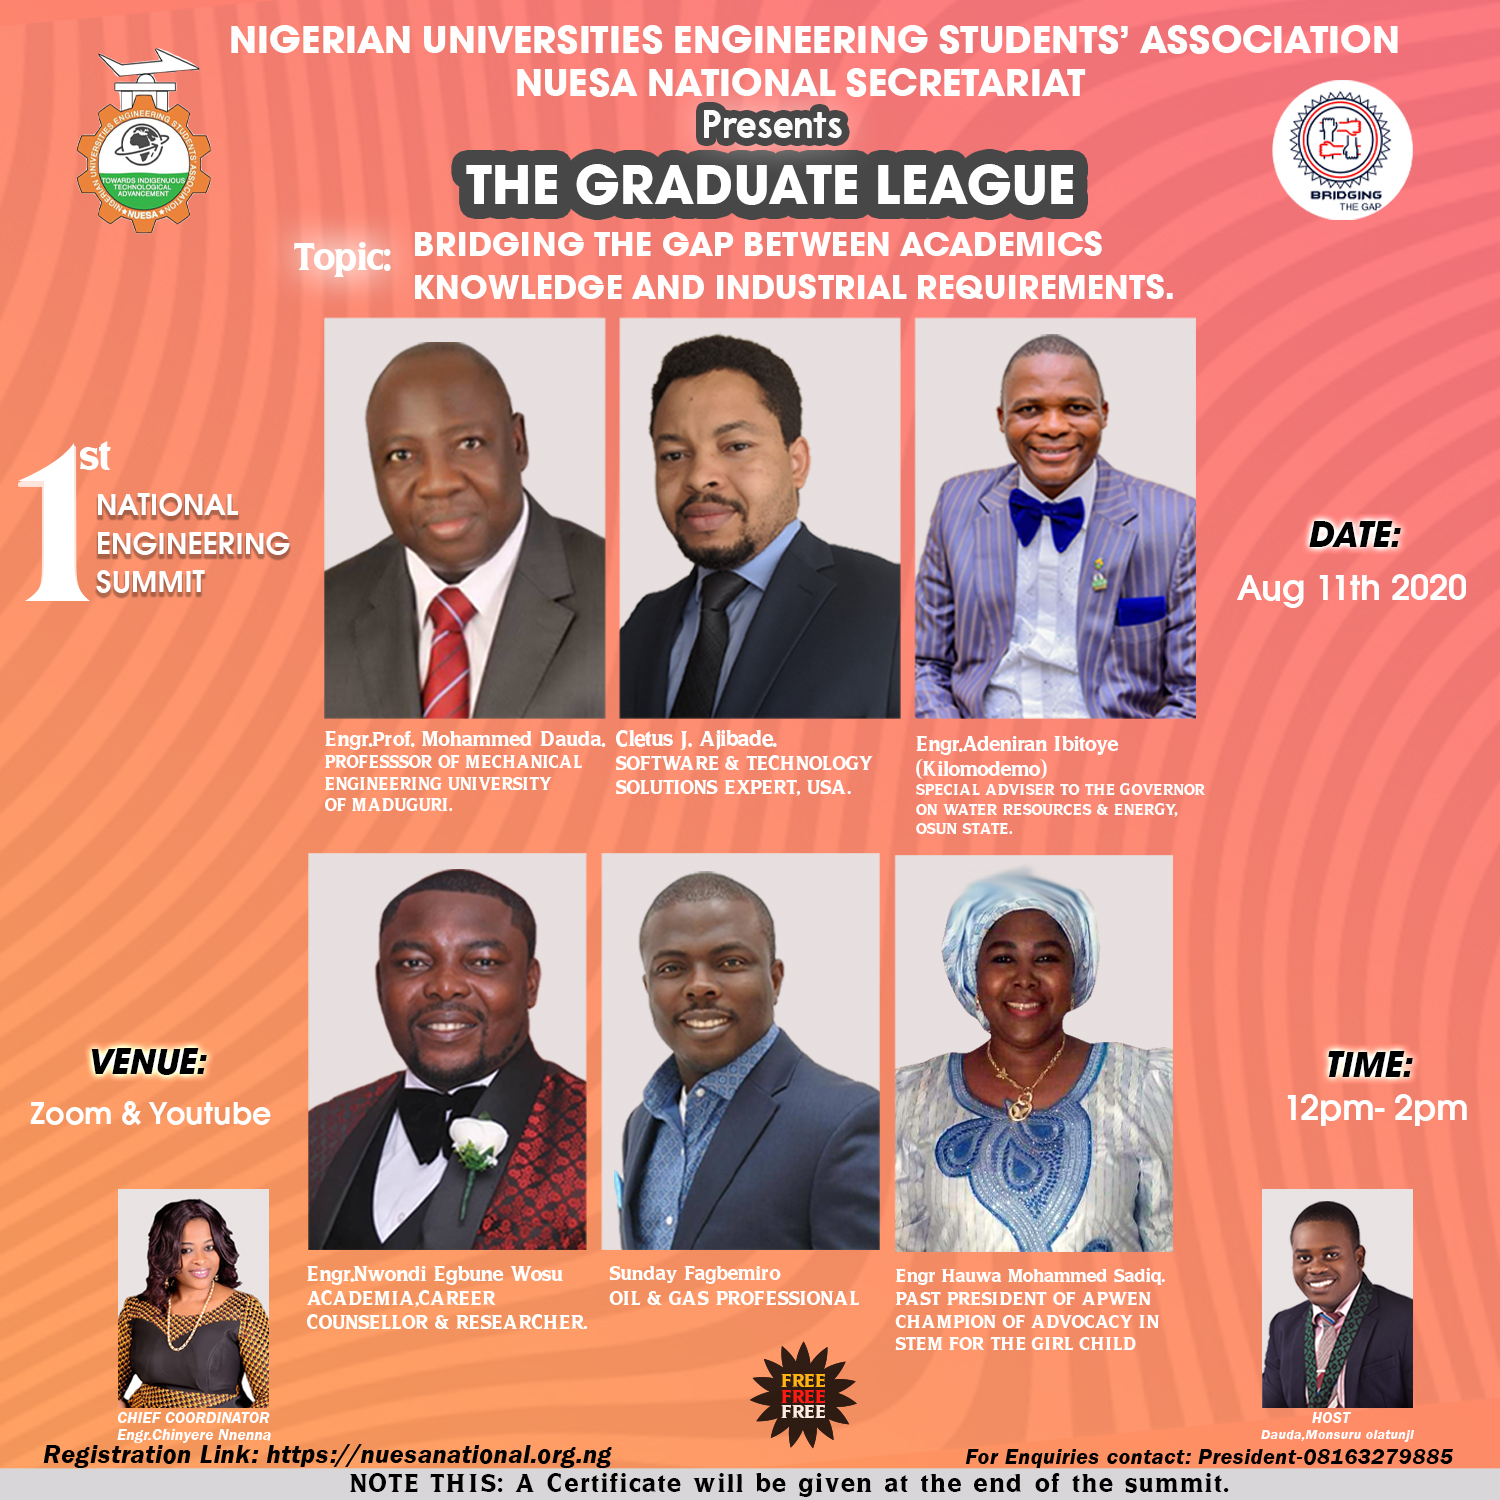 NIGERIAN UNIVERSITIES ENGINEERING STUDENTS' ASSOCIATION
NUESA NATIONAL SECRETARIAT
Presents
THE GRADUATE LEAGUE
NIGERIAN UNIVERSITIES ENGINEERING STUDENTS ASSOCIATION
TOWARDS INDIGENUOUS
TECHNOLOGICAL
ADVANCEMENT
★NUESA★
BRIDGING
THE GAP
Topic:
BRIDGING THE GAP BETWEEN ACADEMICS
KNOWLEDGE AND INDUSTRIAL REQUIREMENTS.
1st
NATIONAL
ENGINEERING
SUMMIT
DATE:
Aug 11th 2020
Engr.Prof. Mohammed Dauda.
PROFESSSOR OF MECHANICAL
ENGINEERING UNIVERSITY
OF MADUGURI.
Cletus J. Ajibade.
SOFTWARE & TECHNOLOGY
SOLUTIONS EXPERT, USA.
Engr.Adeniran Ibitoye
(Kilomodemo)
SPECIAL ADVISER TO THE GOVERNOR
ON WATER RESOURCES & ENERGY,
OSUN STATE.
VENUE:
Zoom & Youtube
TIME:
12pm- 2pm
Engr.Nwondi Egbune Wosu
ACADEMIA,CAREER
COUNSELLOR & RESEARCHER.
Sunday Fagbemiro
OIL & GAS PROFESSIONAL
Engr Hauwa Mohammed Sadiq.
PAST PRESIDENT OF APWEN
CHAMPION OF ADVOCACY IN
STEM FOR THE GIRL CHILD
FREE
FREE
FREE
CHIEF COORDINATOR
Engr.Chinyere Nnenna
HOST
Dauda,Monsuru olatunji
Registration Link: https://nuesanational.org.ng
For Enquiries contact: President-08163279885
NOTE THIS: A Certificate will be given at the end of the summit.